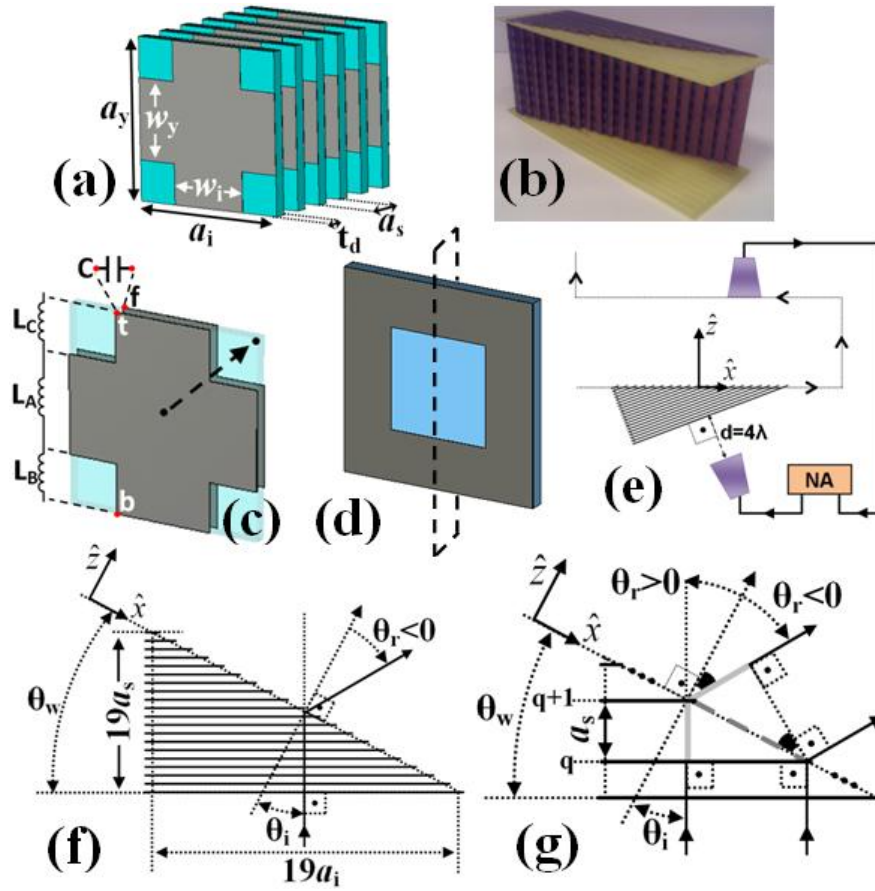 a_y
w_y
w_i
a_i
t_d
a_s
(a)
(b)
C
f
t
L_C
L_A
L_B
b
(c)
(d)
ẑ
x̂
d=4λ
NA
(e)
ẑ
x̂
θ_r<0
θ_w
19a_s
θ_i
19a_i
(f)
ẑ
x̂
θ_r>0
θ_r<0
θ_w
q+1
a_s
q
θ_i
(g)